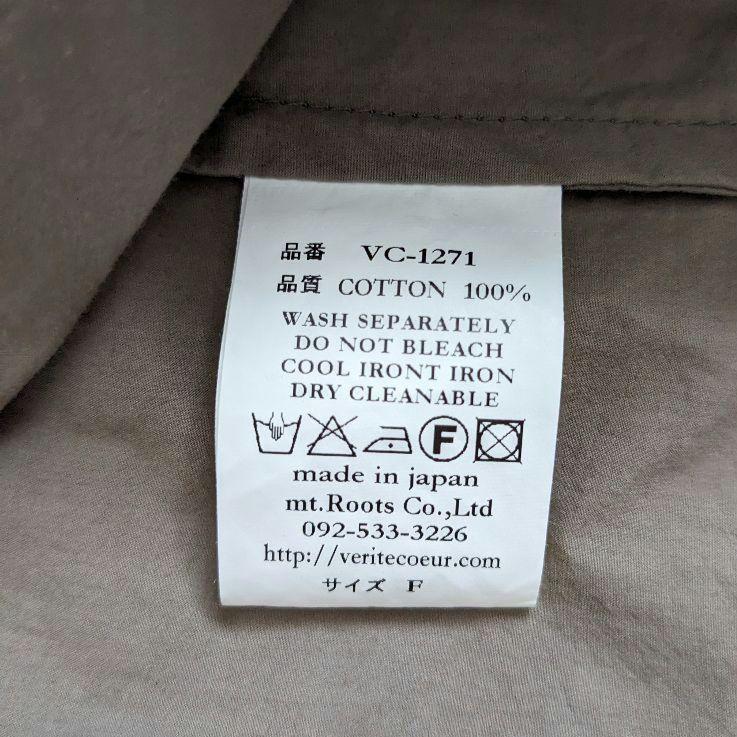 品番 VC-1271
品質 COTTON 100%
WASH SEPARATELY
DO NOT BLEACH
COOL IRONT IRON
DRY CLEANABLE
F
made in japan
mt.Roots Co.,Ltd
092-533-3226
http://veritecoeur.com
サイズ F